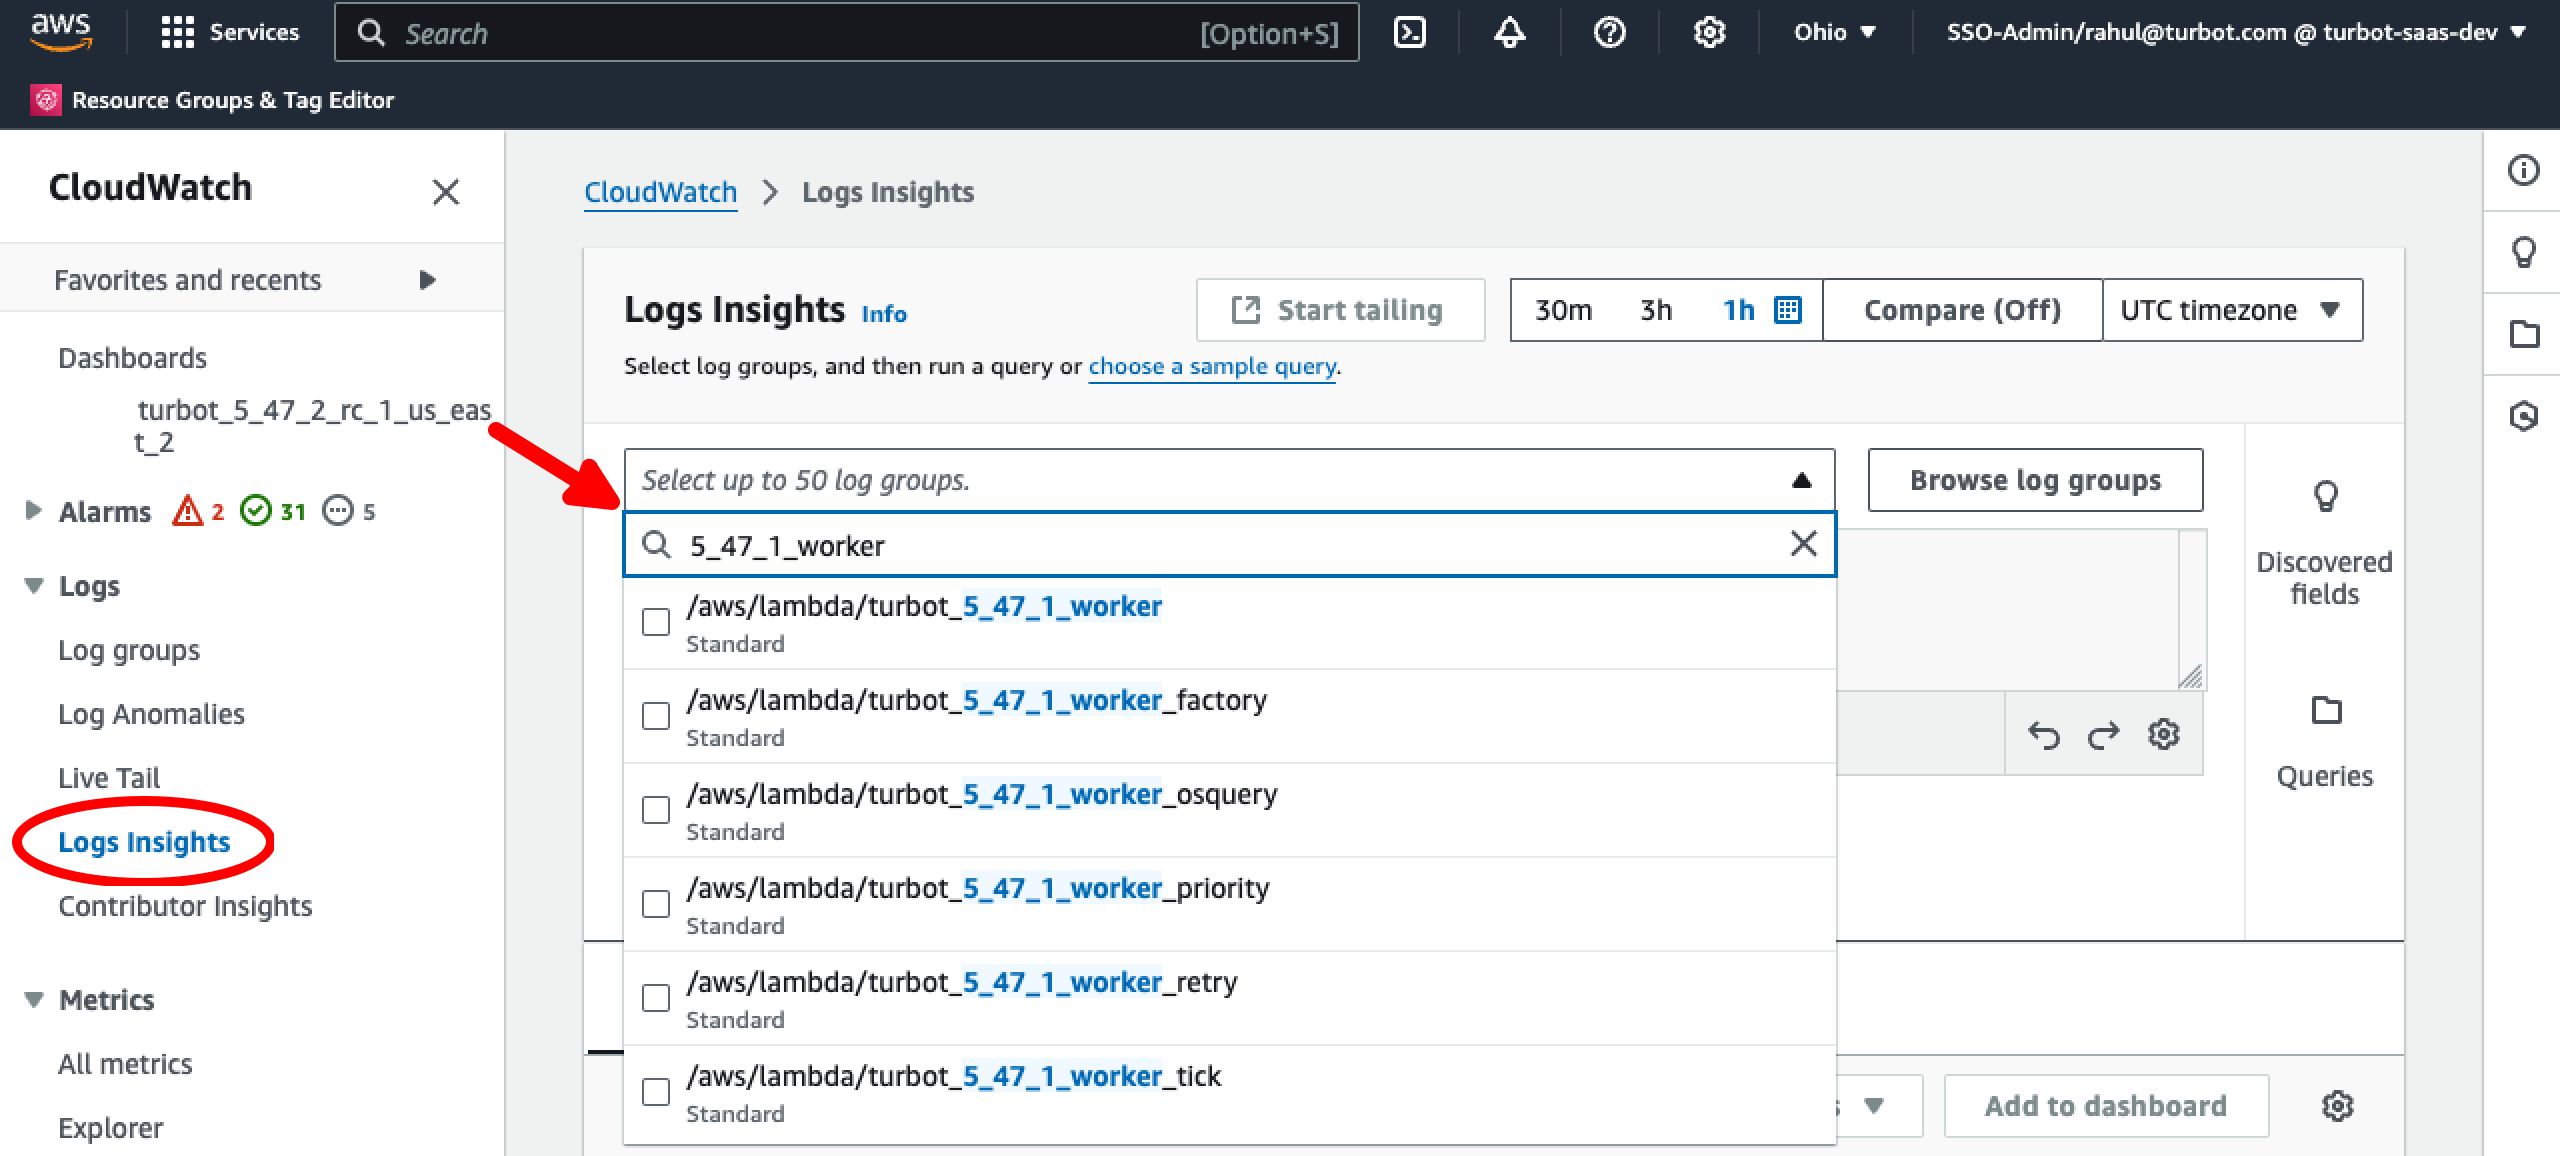 aws
Services
Search [Option+S]
Ohio
SSO-Admin/rahul@turbot.com @ turbot-saas-dev
Resource Groups & Tag Editor
CloudWatch
Favorites and recents
Dashboards
turbot_5_47_2_rc_1_us_eas
t_2
Alarms 2 31 5
Logs
Log groups
Log Anomalies
Live Tail
Logs Insights
Contributor Insights
Metrics
All metrics
Explorer
CloudWatch > Logs Insights
Logs Insights Info
Start tailing
30m 3h 1h Compare (Off) UTC timezone
Select log groups, and then run a query or choose a sample query.
Select up to 50 log groups.
Browse log groups
5_47_1_worker
/aws/lambda/turbot_5_47_1_worker
Standard
/aws/lambda/turbot_5_47_1_worker_factory
Standard
/aws/lambda/turbot_5_47_1_worker_osquery
Standard
/aws/lambda/turbot_5_47_1_worker_priority
Standard
/aws/lambda/turbot_5_47_1_worker_retry
Standard
/aws/lambda/turbot_5_47_1_worker_tick
Standard
Discovered
fields
Queries
Add to dashboard